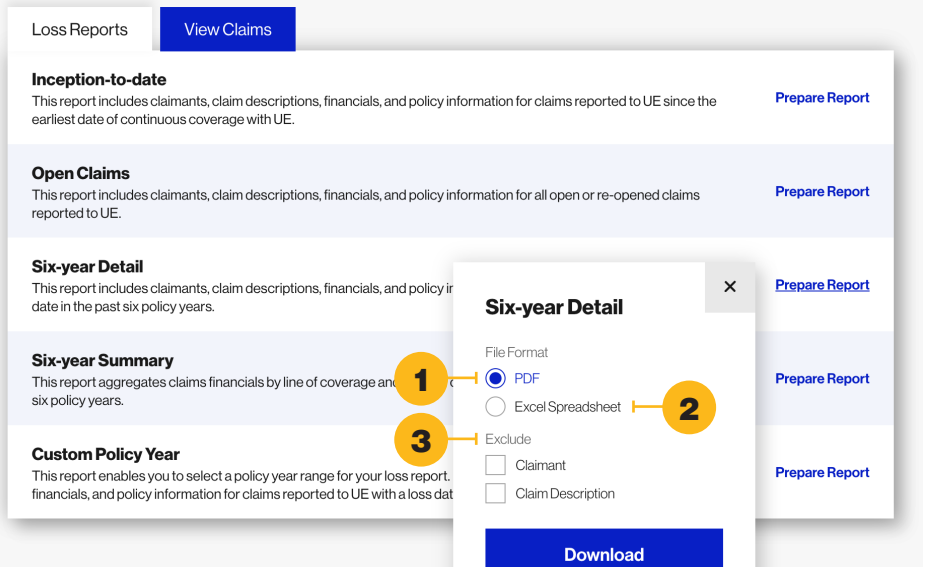 Loss Reports
View Claims
Inception-to-date
This report includes claimants, claim descriptions, financials, and policy information for claims reported to UE since the
earliest date of continuous coverage with UE.
Prepare Report
Open Claims
This report includes claimants, claim descriptions, financials, and policy information for all open or re-opened claims
reported to UE.
Prepare Report
Six-year Detail
This report includes claimants, claim descriptions, financials, and policy
date in the past six policy years.
Prepare Report
Six-year Summary
This report aggregates claims financials by line of coverage
six policy years.
Prepare Report
Custom Policy Year
This report enables you to select a policy year range for your loss report.
financials, and policy information for claims reported to UE with a loss
Prepare Report
×
Six-year Detail
File Format
1
PDF
Excel Spreadsheet
2
3
Exclude
Claimant
Claim Description
Download